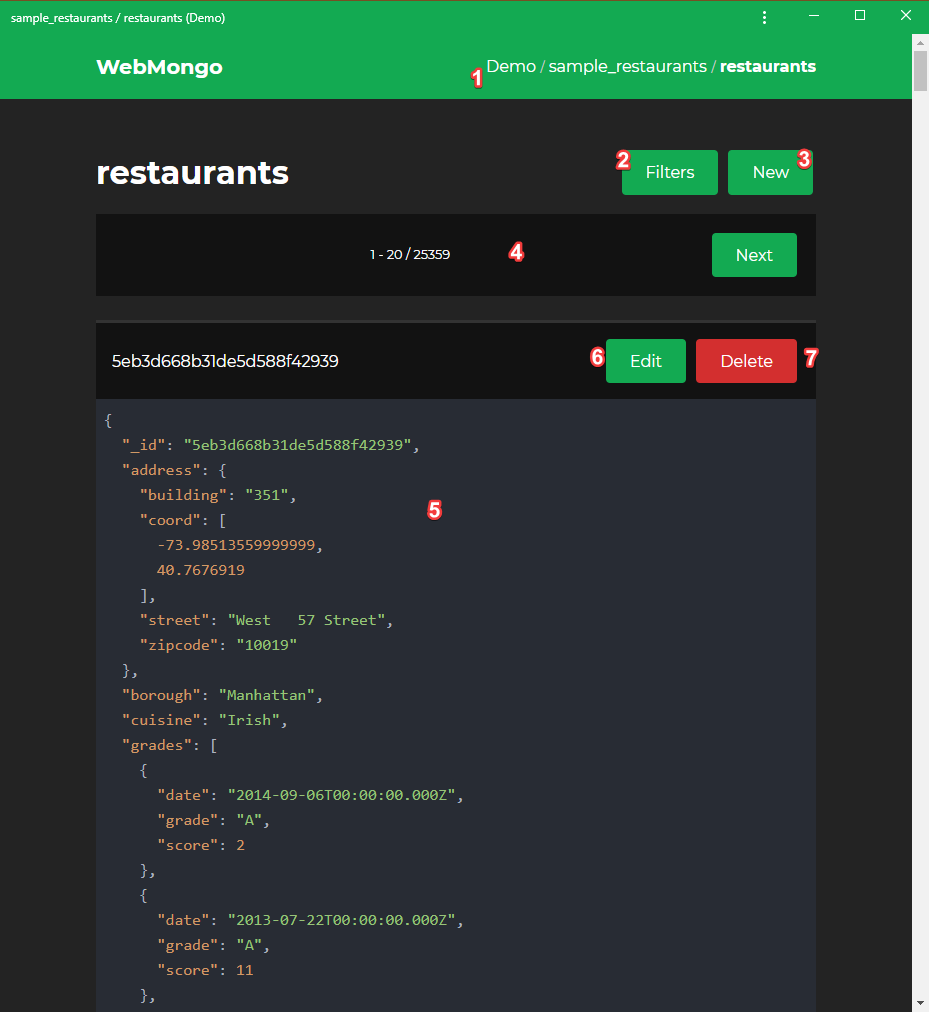 sample_restaurants / restaurants (Demo)
WebMongo
1 Demo / sample_restaurants / restaurants
restaurants
2 Filters
New 3
1 - 20 / 25359
4
Next
5eb3d668b31de5d588f42939
6 Edit
Delete 7
{
  "_id": "5eb3d668b31de5d588f42939",
  "address": {
    "building": "351",
5
    "coord": [
      -73.98513559999999,
      40.7676919
    ],
    "street": "West   57 Street",
    "zipcode": "10019"
  },
  "borough": "Manhattan",
  "cuisine": "Irish",
  "grades": [
    {
      "date": "2014-09-06T00:00:00.000Z",
      "grade": "A",
      "score": 2
    },
    {
      "date": "2013-07-22T00:00:00.000Z",
      "grade": "A",
      "score": 11
    },